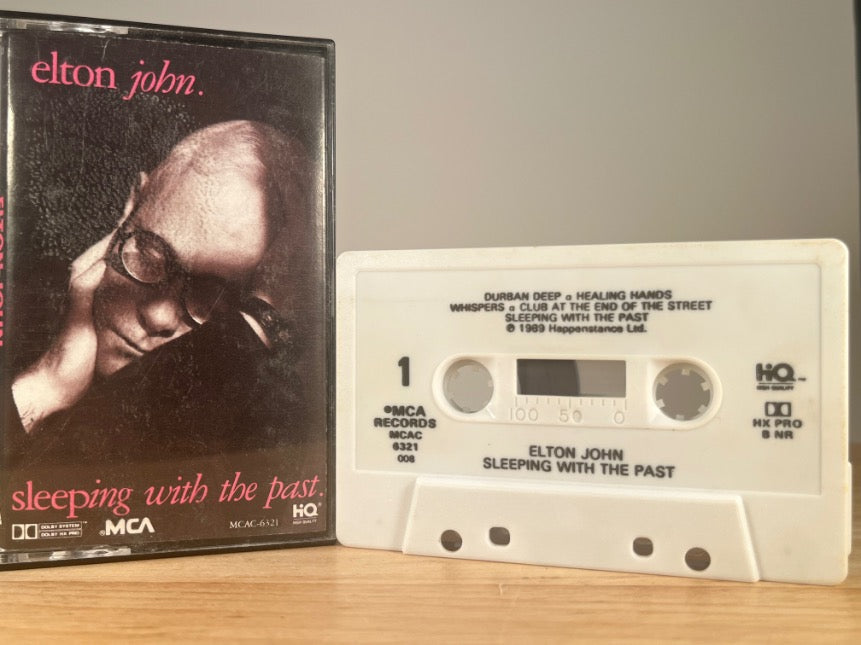 elton john.
sleeping with the past.
DOLBY SYSTEM
DOLBY HX PRO
MCA
MCAC-6321
HiQ
HIGH QUALITY
DURBAN DEEP □ HEALING HANDS
WHISPERS □ CLUB AT THE END OF THE STREET
SLEEPING WITH THE PAST
℗ 1989 Happenstance Ltd.
1
MCA
RECORDS
MCAC
6321
008
100 50 0
HiQ™
HIGH QUALITY
HX PRO
B NR
ELTON JOHN
SLEEPING WITH THE PAST